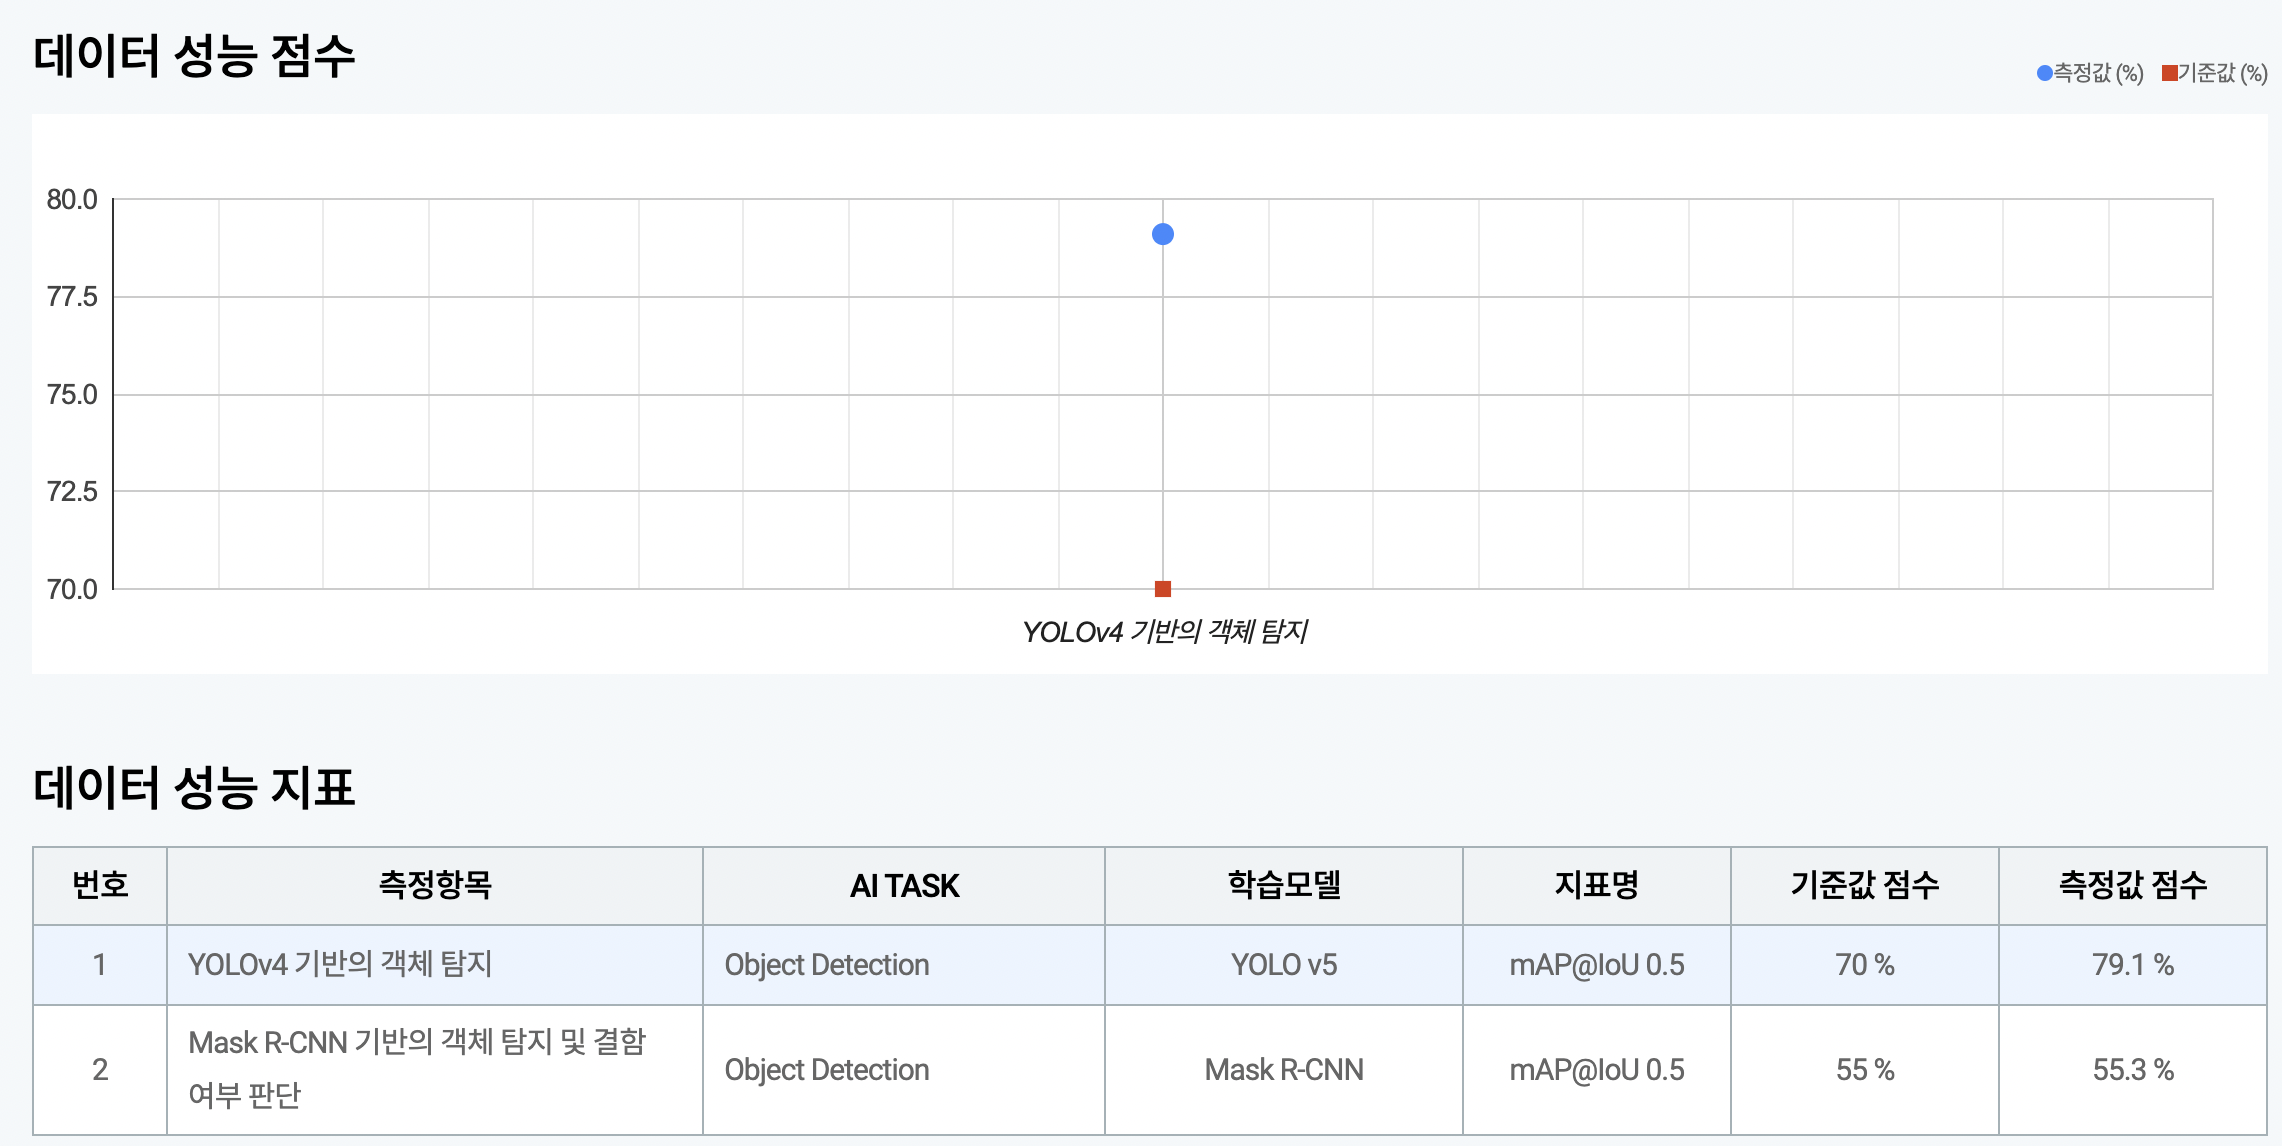 데이터 성능 점수
측정값 (%) 기준값 (%)
80.0
77.5
75.0
72.5
70.0
YOLOv4 기반의 객체 탐지
데이터 성능 지표
번호 측정항목 AI TASK 학습모델 지표명 기준값 점수 측정값 점수
1 YOLOv4 기반의 객체 탐지 Object Detection YOLO v5 mAP@IoU 0.5 70 % 79.1 %
2 Mask R-CNN 기반의 객체 탐지 및 결함
여부 판단 Object Detection Mask R-CNN mAP@IoU 0.5 55 % 55.3 %